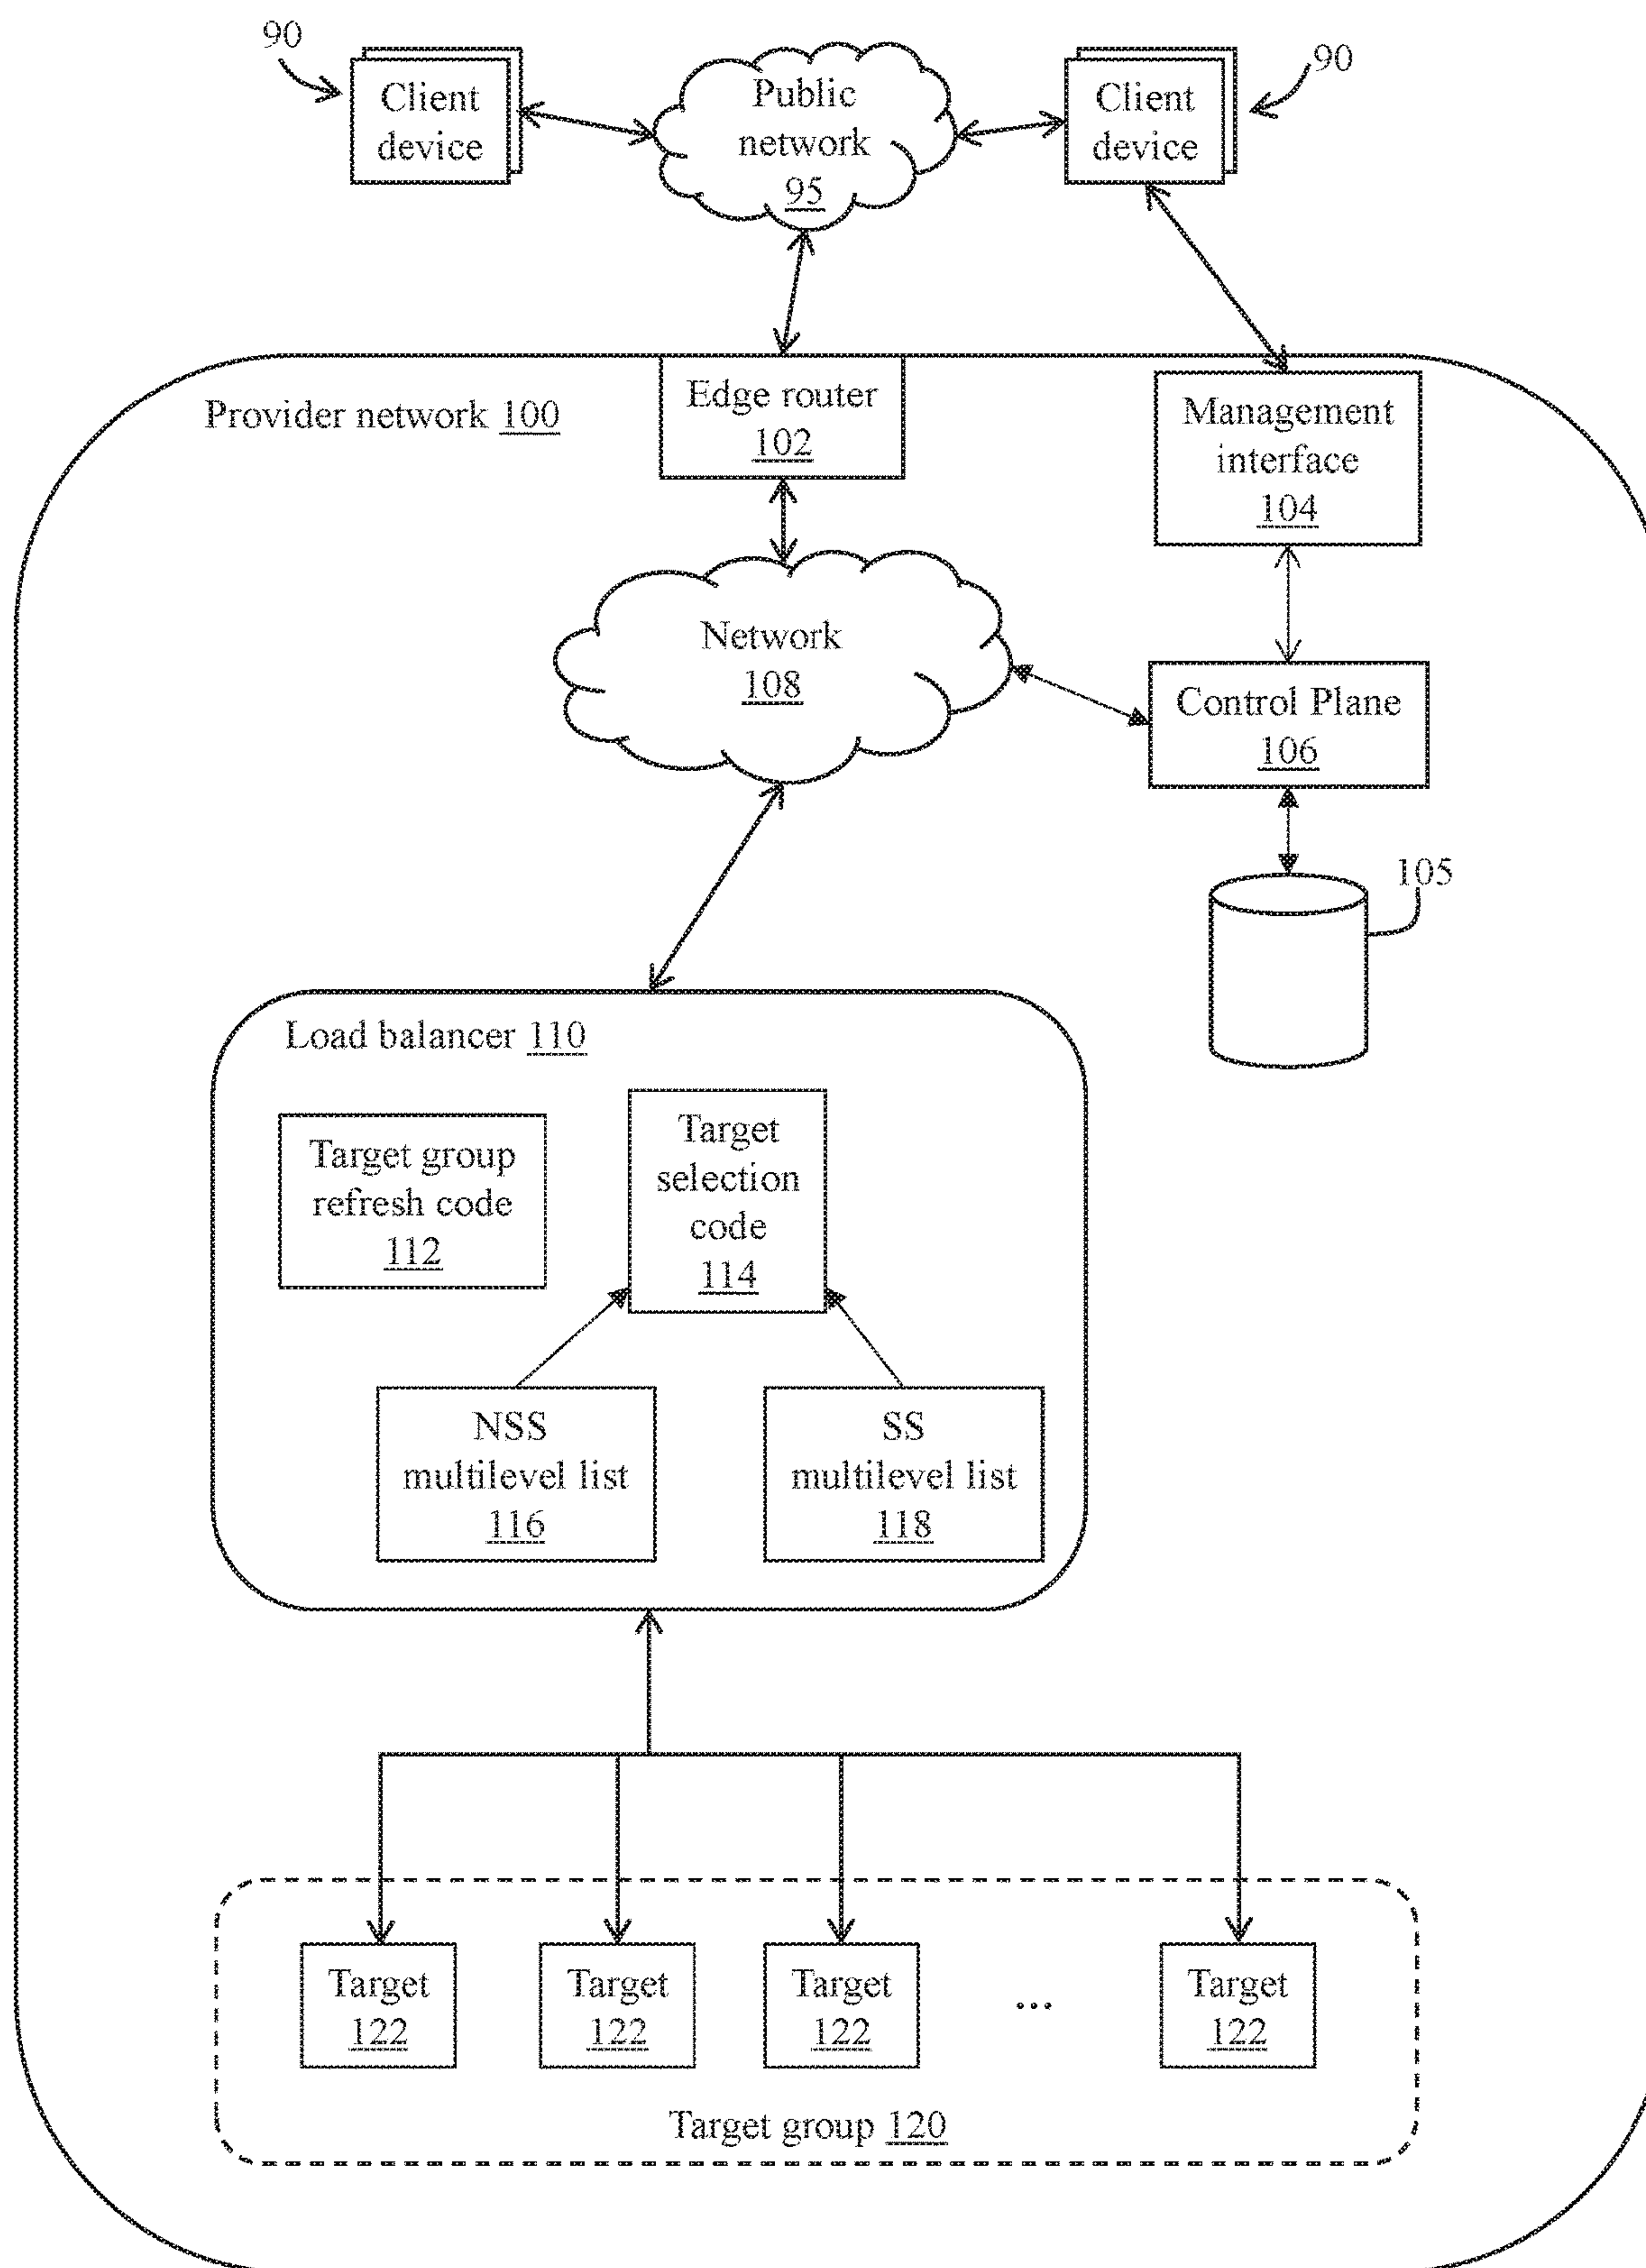 90
Client
device
Public
network
95
Client
device
90
Provider network 100
Edge router
102
Management
interface
104
Network
108
Control Plane
106
105
Load balancer 110
Target group
refresh code
112
Target
selection
code
114
NSS
multilevel list
116
SS
multilevel list
118
Target
122
Target
122
Target
122
...
Target
122
Target group 120